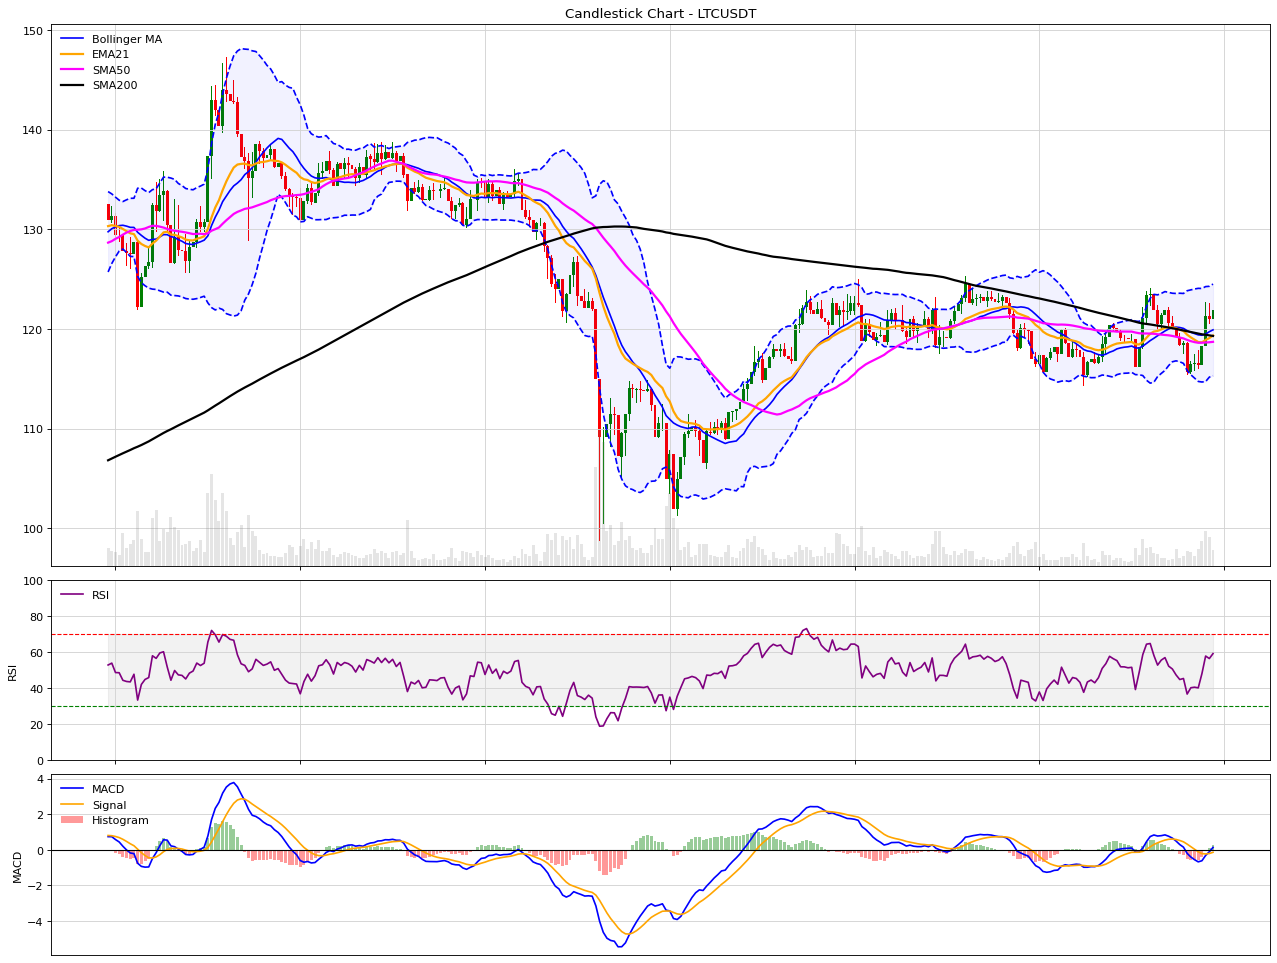 Candlestick Chart - LTCUSDT
Bollinger MA
EMA21
SMA50
SMA200
150
140
130
120
110
100
RSI
100
80
60
40
20
0
RSI
MACD
Signal
Histogram
4
2
0
−2
−4
MACD